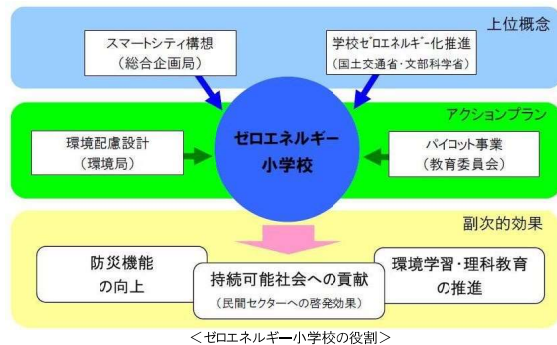 上位概念
スマートシティ構想
（総合企画局）
学校ゼロエネルギー化推進
（国土交通省・文部科学省）
アクションプラン
環境配慮設計
（環境局）
ゼロエネルギー
小学校
パイロット事業
（教育委員会）
副次的効果
防災機能
の向上
持続可能社会への貢献
（民間セクターへの啓発効果）
環境学習・理科教育
の推進
＜ゼロエネルギー小学校の役割＞